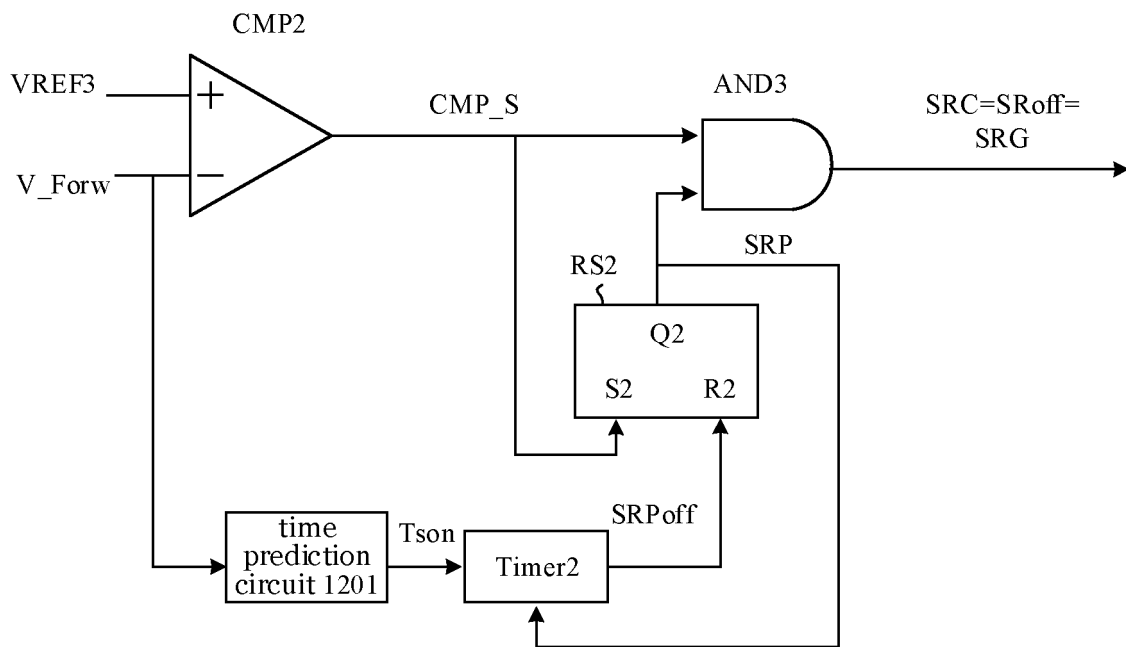 CMP2
VREF3
+
CMP_S
AND3
SRC=SRoff=
SRG
V_Forw
−
SRP
RS2
Q2
S2
R2
SRPoff
time
prediction
circuit 1201
Tson
Timer2